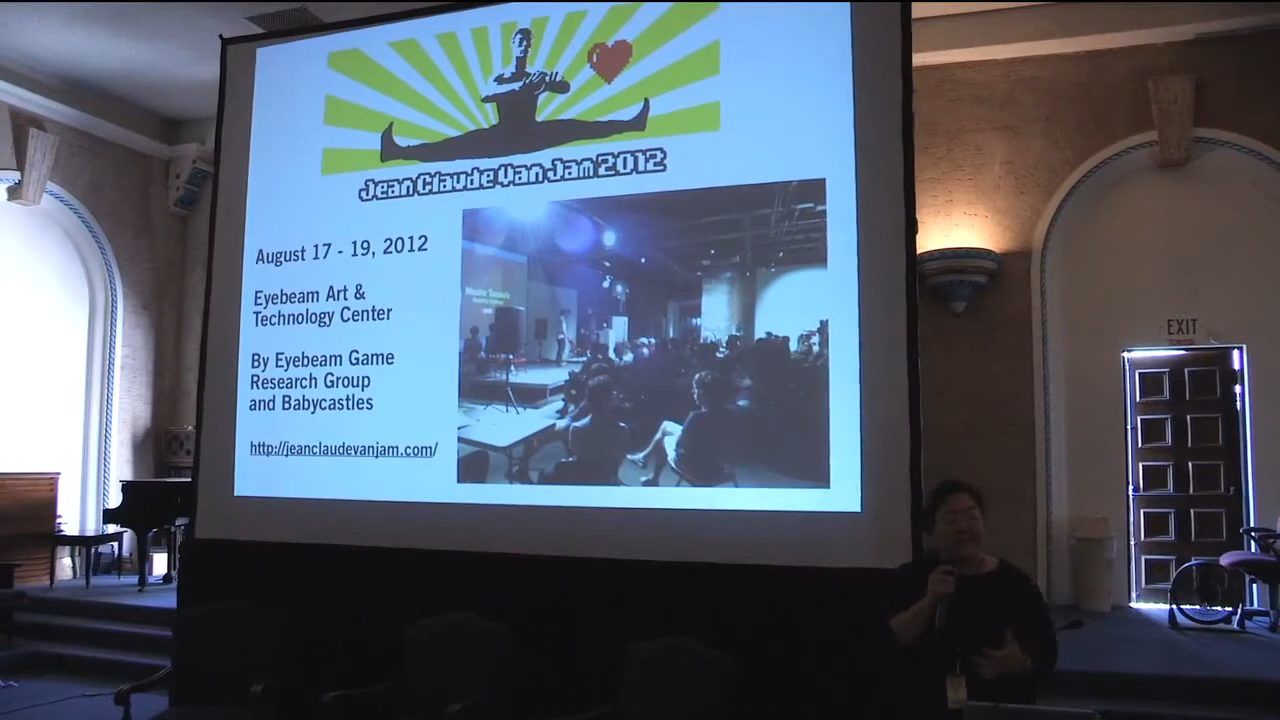 Jean Claude Van Jam 2012
August 17 - 19, 2012
Eyebeam Art &
Technology Center
By Eyebeam Game
Research Group
and Babycastles
http://jeanclaudevanjam.com/
EXIT